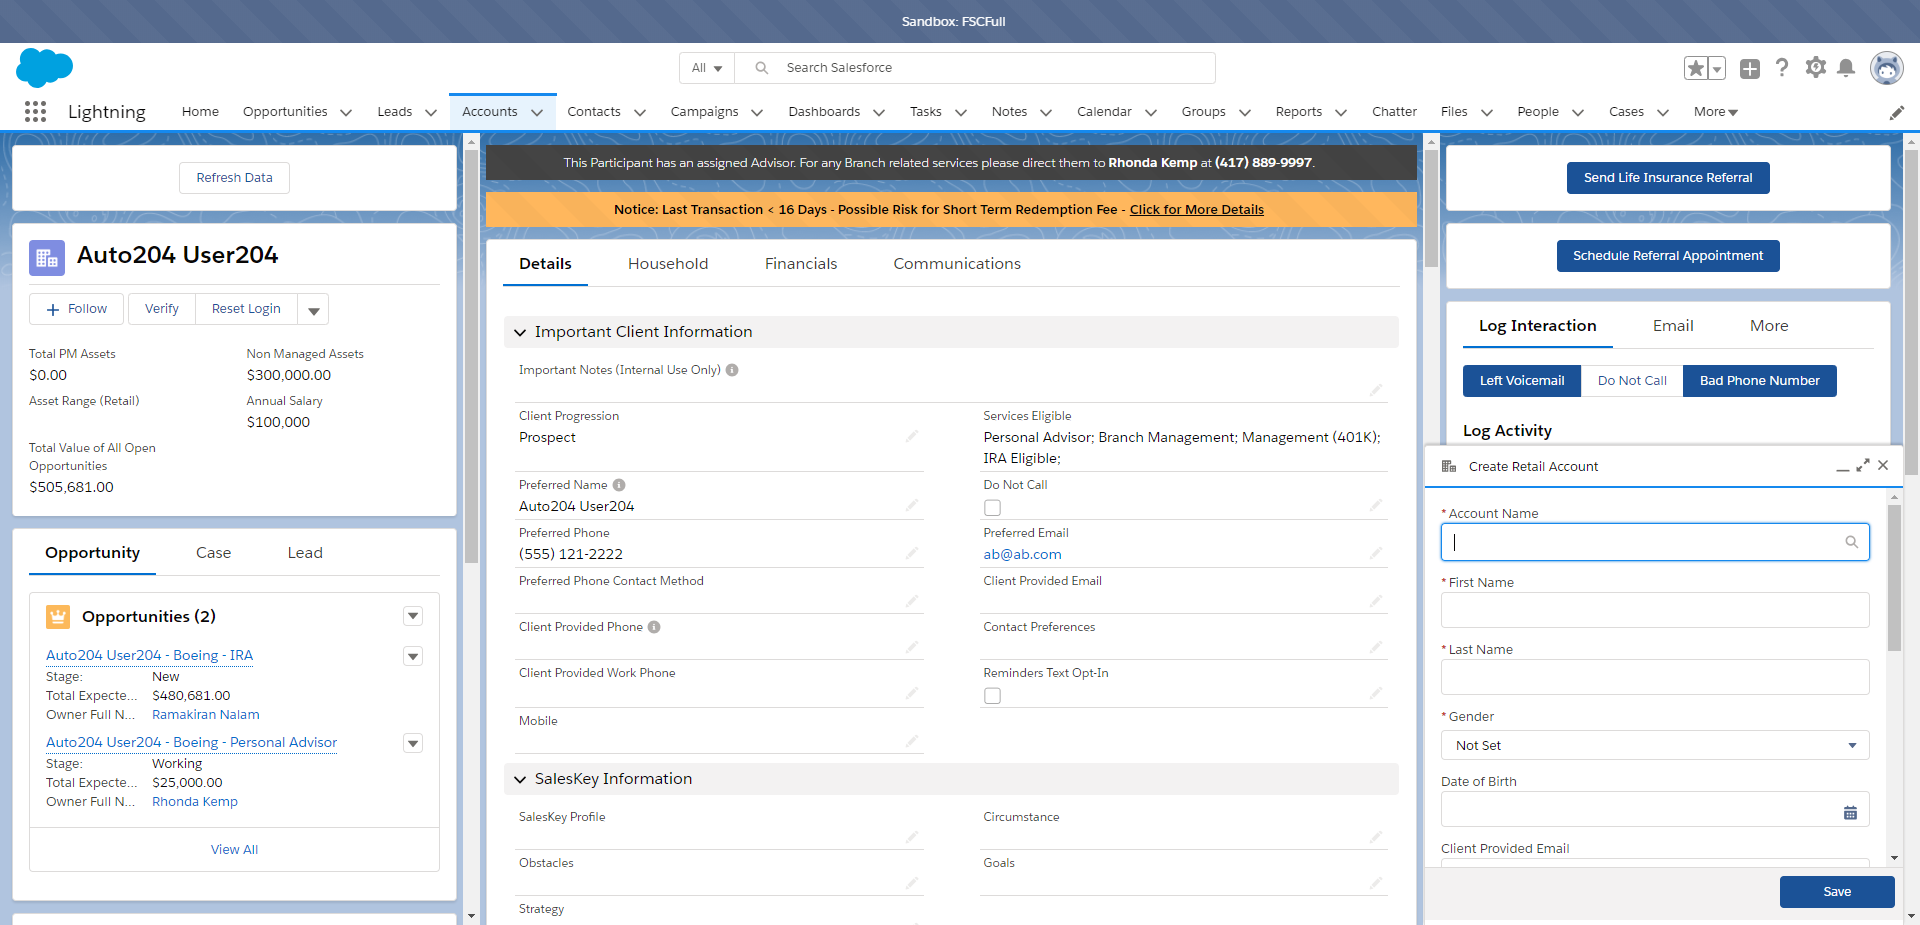 Sandbox: FSCFull
All
Search Salesforce
Lightning
Home
Opportunities
Leads
Accounts
Contacts
Campaigns
Dashboards
Tasks
Notes
Calendar
Groups
Reports
Chatter
Files
People
Cases
More
Refresh Data
Auto204 User204
Follow
Verify
Reset Login
Total PM Assets
$0.00
Non Managed Assets
$300,000.00
Asset Range (Retail)
Annual Salary
$100,000
Total Value of All Open
Opportunities
$505,681.00
Opportunity
Case
Lead
Opportunities (2)
Auto204 User204 - Boeing - IRA
Stage: New
Total Expecte... $480,681.00
Owner Full N... Ramakiran Nalam
Auto204 User204 - Boeing - Personal Advisor
Stage: Working
Total Expecte... $25,000.00
Owner Full N... Rhonda Kemp
View All
This Participant has an assigned Advisor. For any Branch related services please direct them to Rhonda Kemp at (417) 889-9997.
Notice: Last Transaction < 16 Days - Possible Risk for Short Term Redemption Fee - Click for More Details
Details
Household
Financials
Communications
Important Client Information
Important Notes (Internal Use Only)
Client Progression
Prospect
Services Eligible
Personal Advisor; Branch Management; Management (401K);
IRA Eligible;
Preferred Name
Auto204 User204
Do Not Call
Preferred Phone
(555) 121-2222
Preferred Email
ab@ab.com
Preferred Phone Contact Method
Client Provided Email
Client Provided Phone
Contact Preferences
Client Provided Work Phone
Reminders Text Opt-In
Mobile
SalesKey Information
SalesKey Profile
Circumstance
Obstacles
Goals
Strategy
Send Life Insurance Referral
Schedule Referral Appointment
Log Interaction
Email
More
Left Voicemail
Do Not Call
Bad Phone Number
Log Activity
Create Retail Account
* Account Name
* First Name
* Last Name
* Gender
Not Set
Date of Birth
Client Provided Email
Save